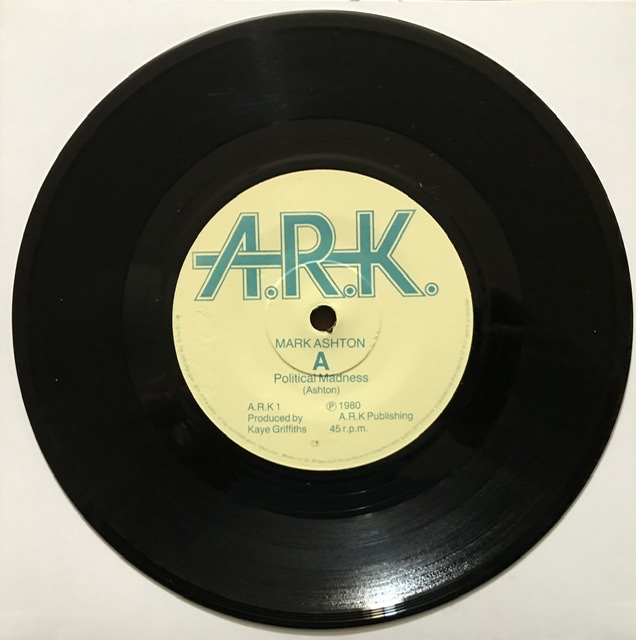 A.R.K.
MARK ASHTON
A
Political Madness
(Ashton)
A.R.K 1 ℗ 1980
Produced by A.R.K Publishing
Kaye Griffiths 45 r.p.m.